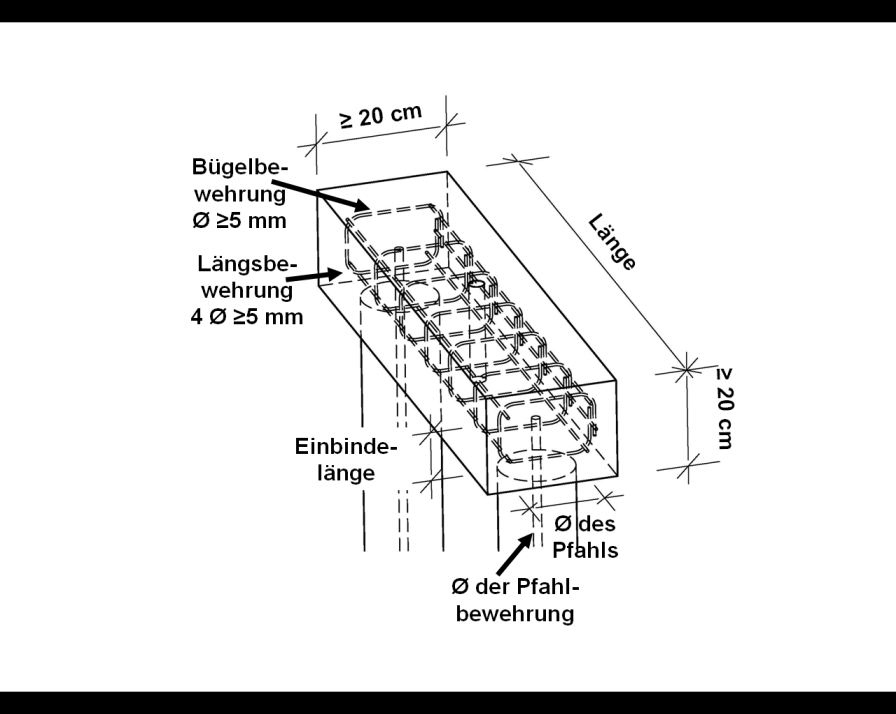 ≥ 20 cm
Bügelbe-
wehrung
Ø ≥5 mm
Länge
Längsbe-
wehrung
4 Ø ≥5 mm
≥ 20 cm
Einbinde-
länge
Ø des
Pfahls
Ø der Pfahl-
bewehrung